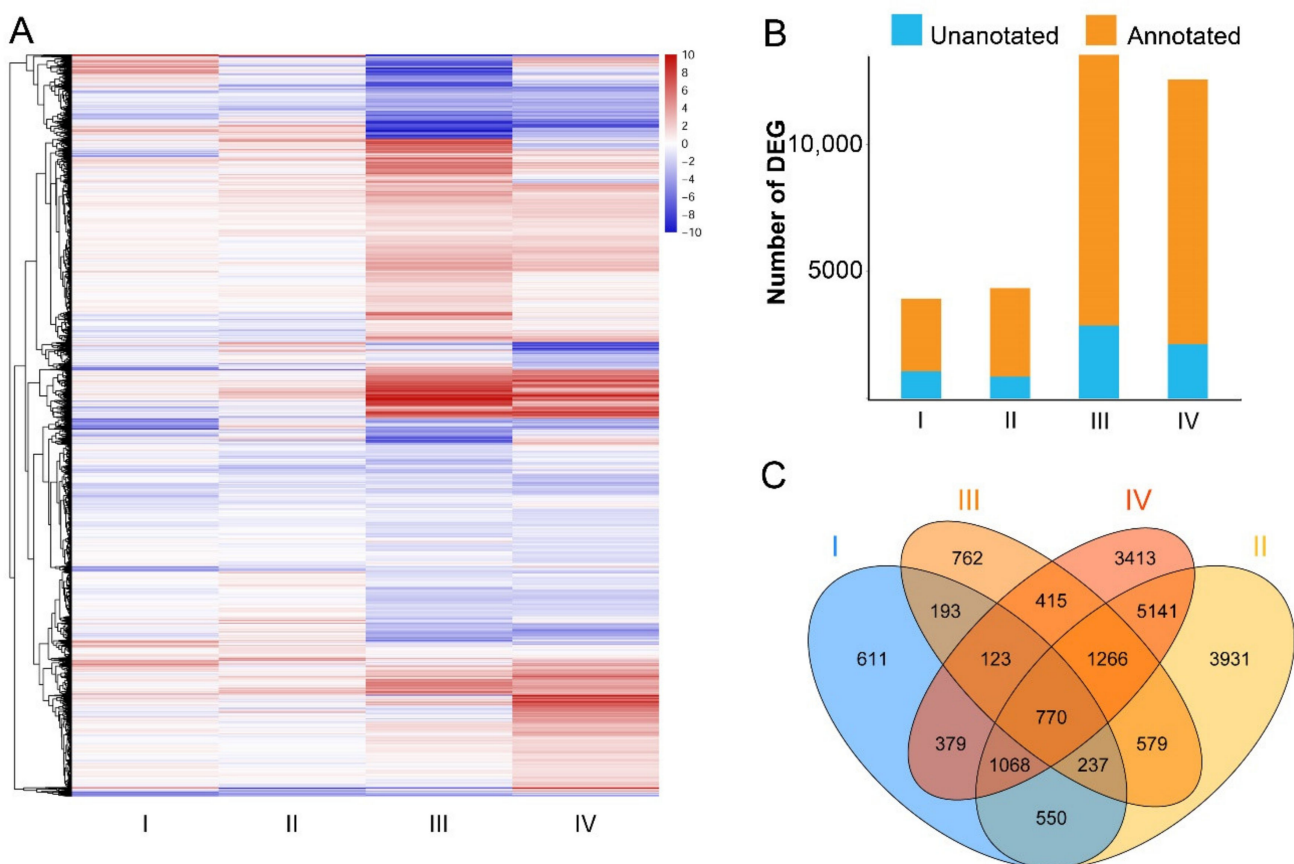 A
10
8
6
4
2
0
−2
−4
−6
−8
−10
I II III IV
B
Unanotated Annotated
Number of DEG
10,000
5000
I II III IV
C
III IV
I II
762 3413
193 415 5141
611 123 1266 3931
770
379 579
1068 237
550